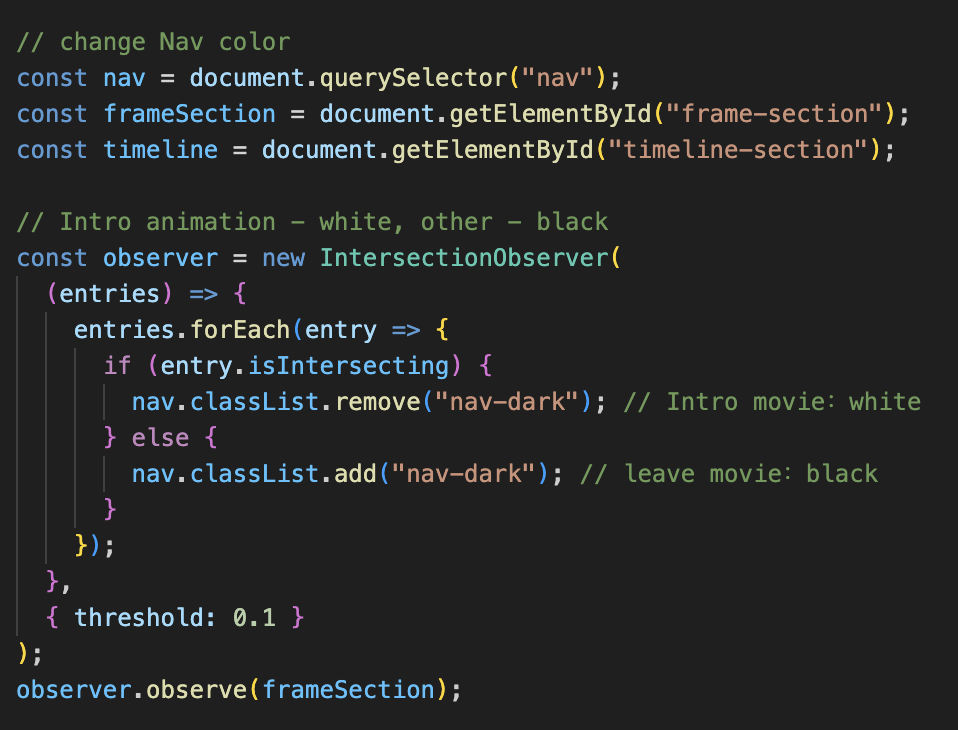 // change Nav color
const nav = document.querySelector("nav");
const frameSection = document.getElementById("frame-section");
const timeline = document.getElementById("timeline-section");

// Intro animation - white, other - black
const observer = new IntersectionObserver(
  (entries) => {
    entries.forEach(entry => {
      if (entry.isIntersecting) {
        nav.classList.remove("nav-dark"); // Intro movie: white
      } else {
        nav.classList.add("nav-dark"); // leave movie: black
      }
    });
  },
  { threshold: 0.1 }
);
observer.observe(frameSection);